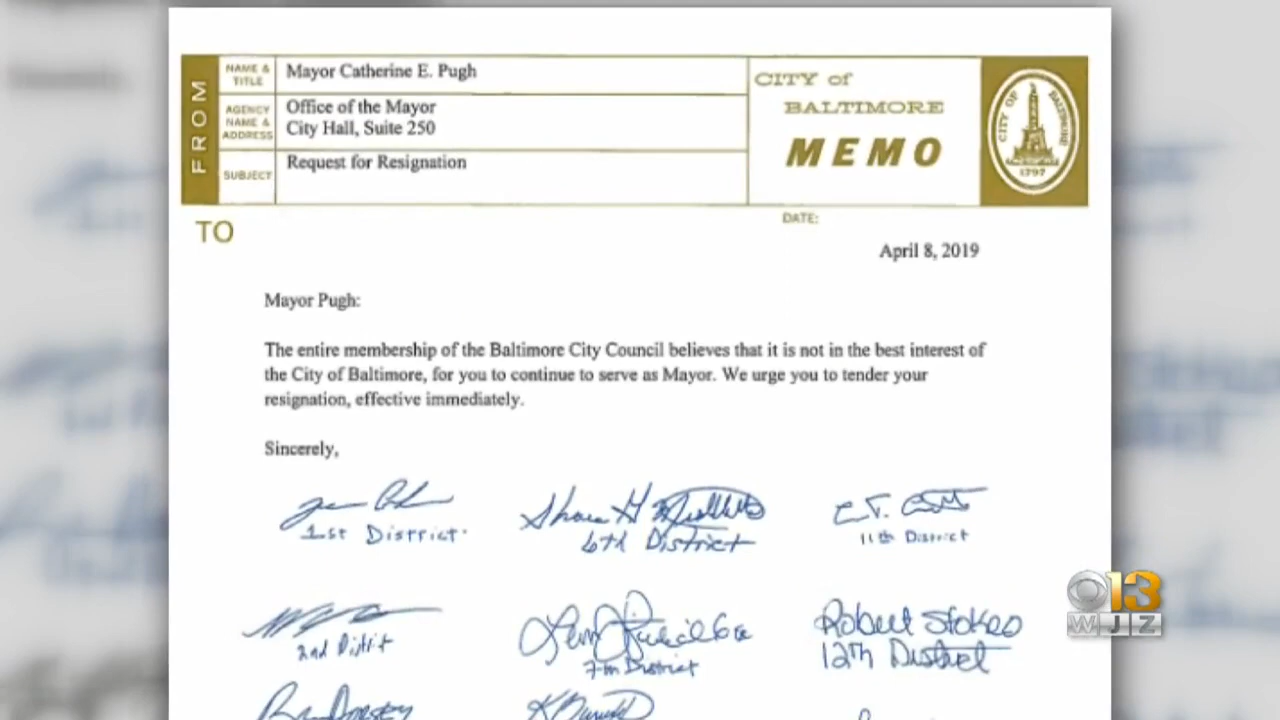 FROM
NAME & TITLE
Mayor Catherine E. Pugh
AGENCY NAME & ADDRESS
Office of the Mayor
City Hall, Suite 250
SUBJECT
Request for Resignation
CITY of
BALTIMORE
MEMO
CITY OF BALTIMORE
1797
TO
DATE:
April 8, 2019
Mayor Pugh:
The entire membership of the Baltimore City Council believes that it is not in the best interest of
the City of Baltimore, for you to continue to serve as Mayor. We urge you to tender your
resignation, effective immediately.
Sincerely,
1st District
6th District
11th District
2nd District
7th District
Robert Stokes
12th District
13
WJZ